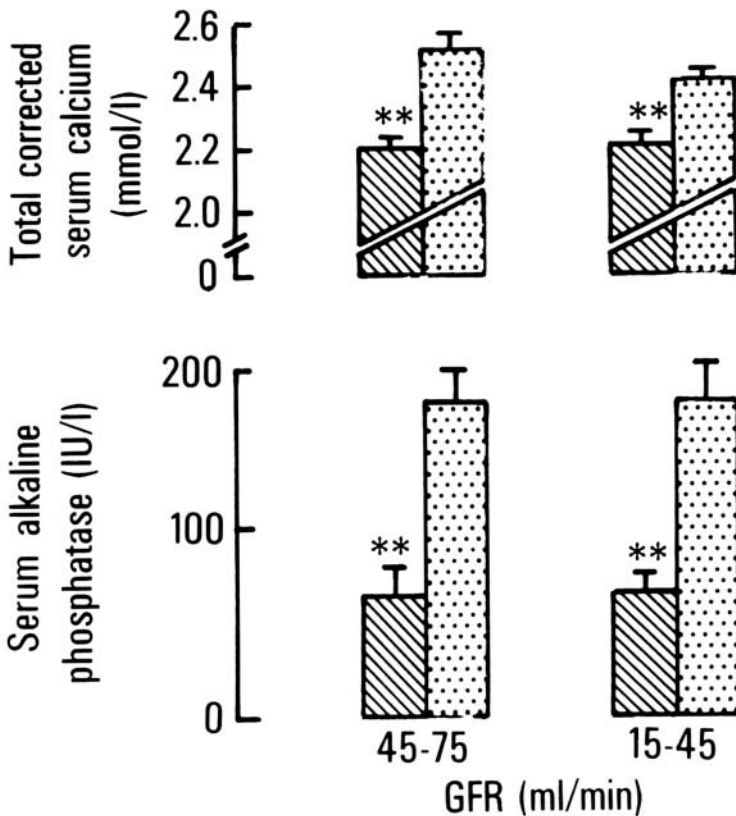 Total corrected
serum calcium
(mmol/l)
2.6
2.4
2.2
2.0
0
**
**
Serum alkaline
phosphatase (IU/l)
200
100
0
**
**
45-75
15-45
GFR (ml/min)